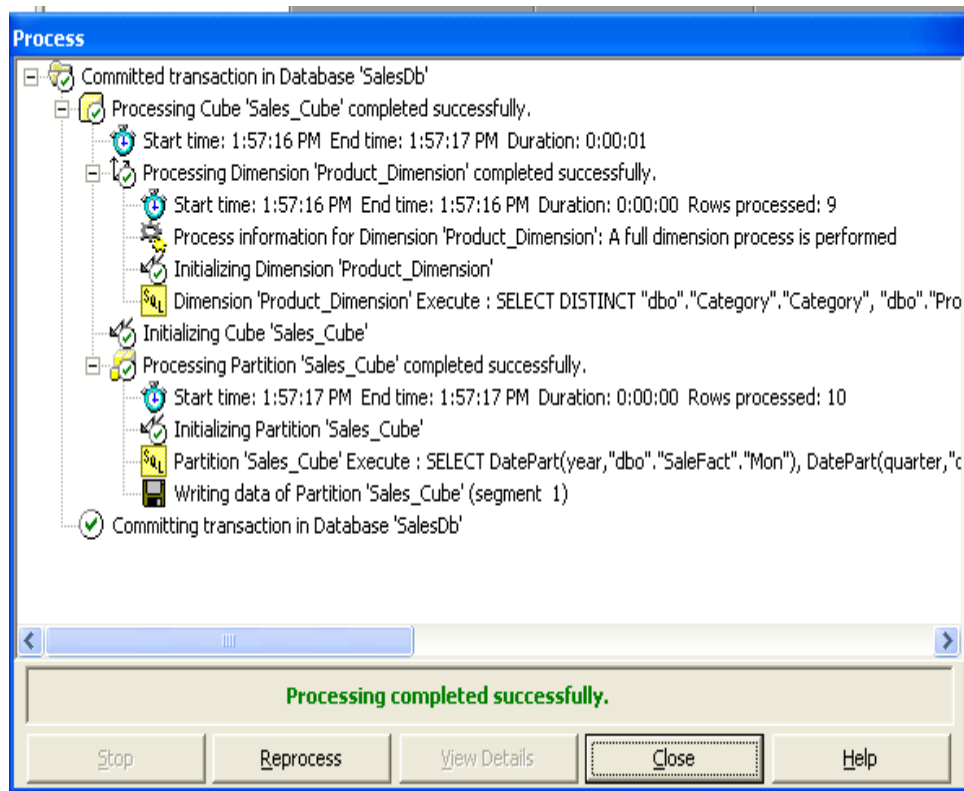 Process
Committed transaction in Database 'SalesDb'
Processing Cube 'Sales_Cube' completed successfully.
Start time: 1:57:16 PM End time: 1:57:17 PM Duration: 0:00:01
Processing Dimension 'Product_Dimension' completed successfully.
Start time: 1:57:16 PM End time: 1:57:16 PM Duration: 0:00:00 Rows processed: 9
Process information for Dimension 'Product_Dimension': A full dimension process is performed
Initializing Dimension 'Product_Dimension'
SQL Dimension 'Product_Dimension' Execute : SELECT DISTINCT "dbo"."Category"."Category", "dbo"."Pro
Initializing Cube 'Sales_Cube'
Processing Partition 'Sales_Cube' completed successfully.
Start time: 1:57:17 PM End time: 1:57:17 PM Duration: 0:00:00 Rows processed: 10
Initializing Partition 'Sales_Cube'
SQL Partition 'Sales_Cube' Execute : SELECT DatePart(year,"dbo"."SaleFact"."Mon"), DatePart(quarter,"d
Writing data of Partition 'Sales_Cube' (segment 1)
Committing transaction in Database 'SalesDb'
Processing completed successfully.
Stop Reprocess View Details Close Help